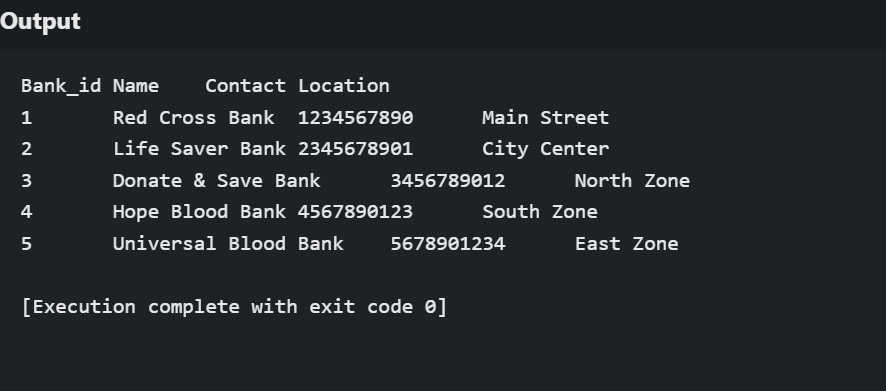 Output
Bank_id Name Contact Location
1 Red Cross Bank 1234567890 Main Street
2 Life Saver Bank 2345678901 City Center
3 Donate & Save Bank 3456789012 North Zone
4 Hope Blood Bank 4567890123 South Zone
5 Universal Blood Bank 5678901234 East Zone
[Execution complete with exit code 0]